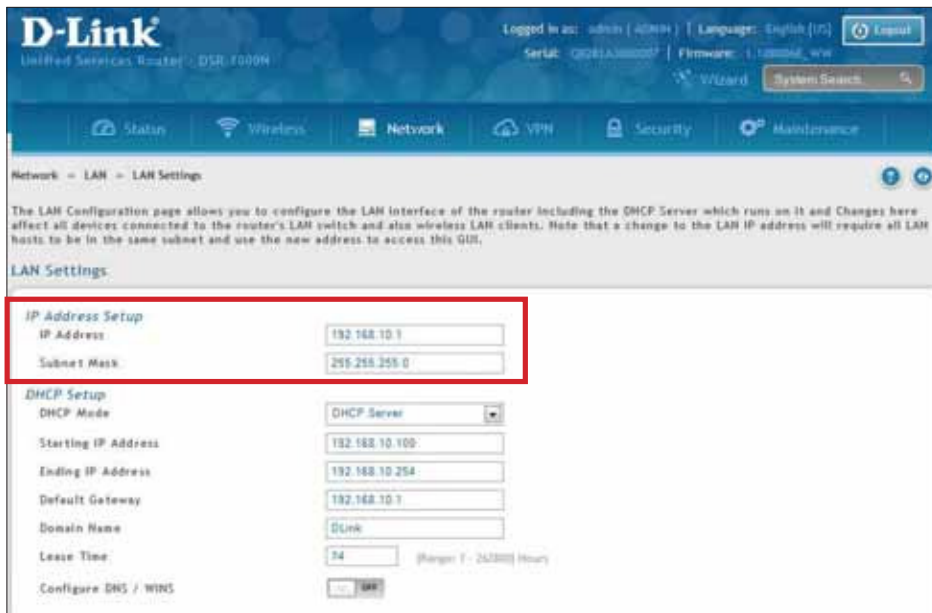 D-Link
Logged in as: admin ( ADMIN ) | Language: English [US]
Logout
Unified Services Router - DSR-1000N
Serial: | Firmware:
Wizard
System Search
Status
Wireless
Network
VPN
Security
Maintenance
Network » LAN » LAN Settings
The LAN Configuration page allows you to configure the LAN interface of the router including the DHCP Server which runs on it and Changes here
affect all devices connected to the router's LAN switch and also wireless LAN clients. Note that a change to the LAN IP address will require all LAN
hosts to be in the same subnet and use the new address to access this GUI.
LAN Settings
IP Address Setup
IP Address 192.168.10.1
Subnet Mask 255.255.255.0
DHCP Setup
DHCP Mode DHCP Server
Starting IP Address 192.168.10.100
Ending IP Address 192.168.10.254
Default Gateway 192.168.10.1
Domain Name DLink
Lease Time (Range: 1 - 262800) Hours
Configure DNS / WINS OFF